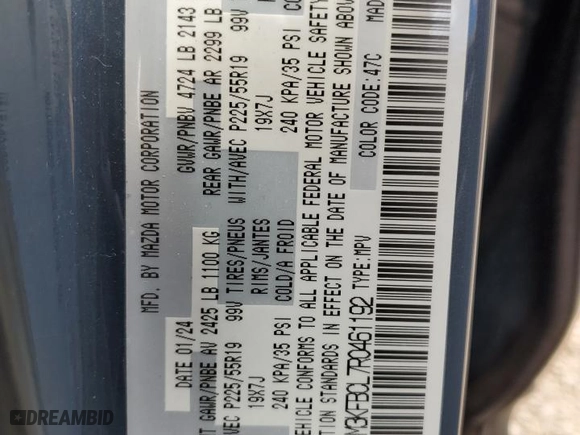 MFD. BY MAZDA MOTOR CORPORATION
DATE 01/24 GVWR/PNBV 4724 LB 2143
GAWR/PNBE AV 2425 LB 1100 KG REAR GAWR/PNBE AR 2299 LB
P225/55R19 99V TIRES/PNEUS WITH/AVEC P225/55R19 99V
19X7J RIMS/JANTES 19X7J
240 KPA/35 PSI COLD/A FROID 240 KPA/35 PSI
VEHICLE CONFORMS TO ALL APPLICABLE FEDERAL MOTOR VEHICLE SAFETY
STANDARDS IN EFFECT ON THE DATE OF MANUFACTURE SHOWN
M3KFBCL7R0461192 TYPE:MPV COLOR CODE:47C
DREAMBID